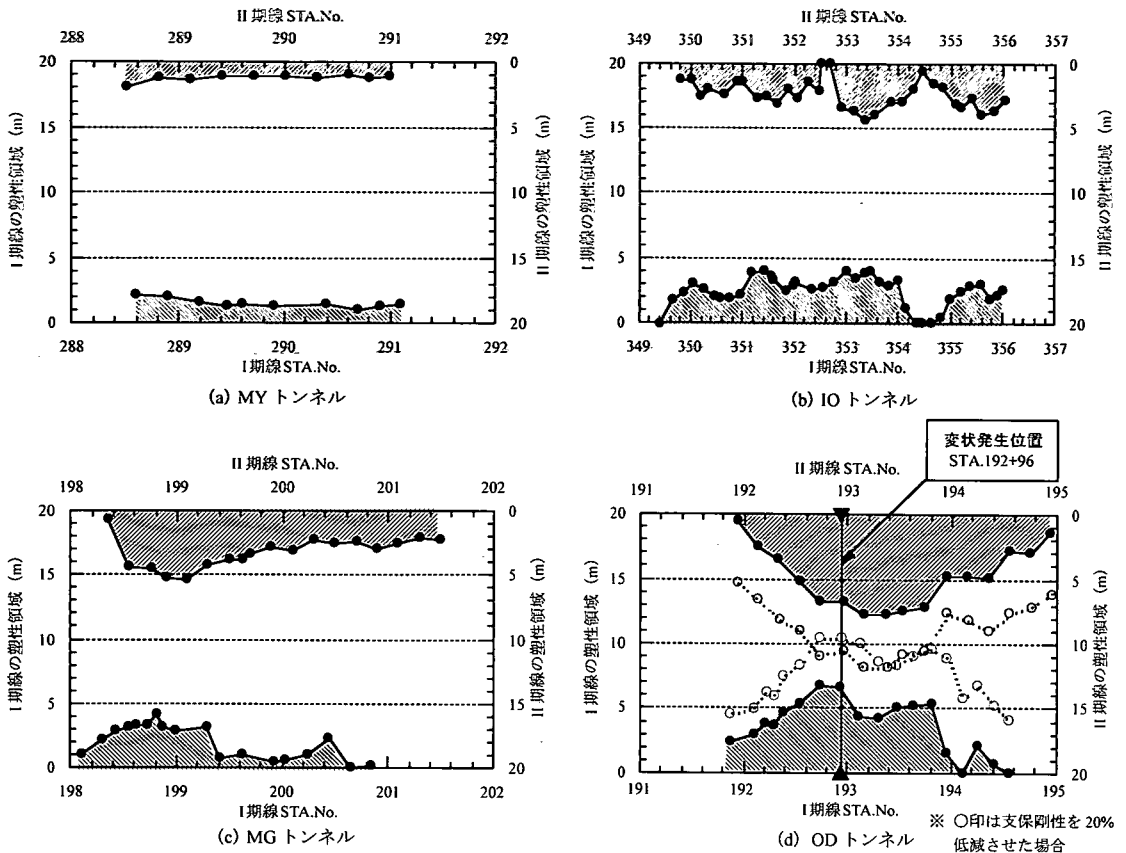 II 期線 STA.No.
288 289 290 291 292
20 0
15 5
10 10
5 15
0 20
I 期線の塑性領域 (m)
II 期線の塑性領域 (m)
288 289 290 291 292
I 期線 STA.No.
(a) MY トンネル
II 期線 STA.No.
349 350 351 352 353 354 355 356 357
20 0
15 5
10 10
5 15
0 20
I 期線の塑性領域 (m)
II 期線の塑性領域 (m)
349 350 351 352 353 354 355 356 357
I 期線 STA.No.
(b) IO トンネル
II 期線 STA.No.
198 199 200 201 202
20 0
15 5
10 10
5 15
0 20
I 期線の塑性領域 (m)
II 期線の塑性領域 (m)
198 199 200 201 202
I 期線 STA.No.
(c) MG トンネル
変状発生位置
STA.192+96
II 期線 STA.No.
191 192 193 194 195
20 0
15 5
10 10
5 15
0 20
I 期線の塑性領域 (m)
II 期線の塑性領域 (m)
191 192 193 194 195
I 期線 STA.No.
(d) OD トンネル
※ ○印は支保剛性を 20%
低減させた場合